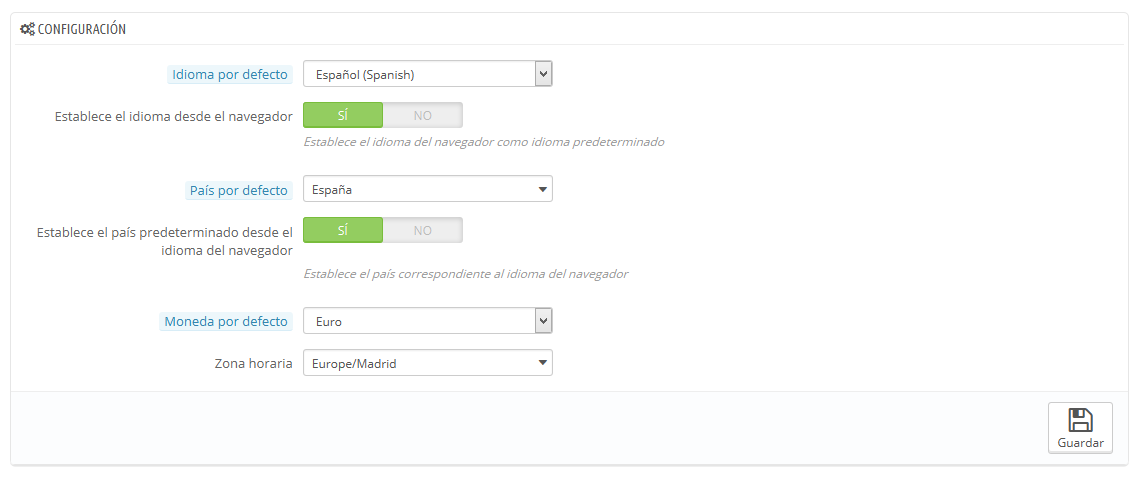 CONFIGURACIÓN
Idioma por defecto
Español (Spanish)
Establece el idioma desde el navegador
SÍ
NO
Establece el idioma del navegador como idioma predeterminado
País por defecto
España
Establece el país predeterminado desde el
idioma del navegador
SÍ
NO
Establece el país correspondiente al idioma del navegador
Moneda por defecto
Euro
Zona horaria
Europe/Madrid
Guardar